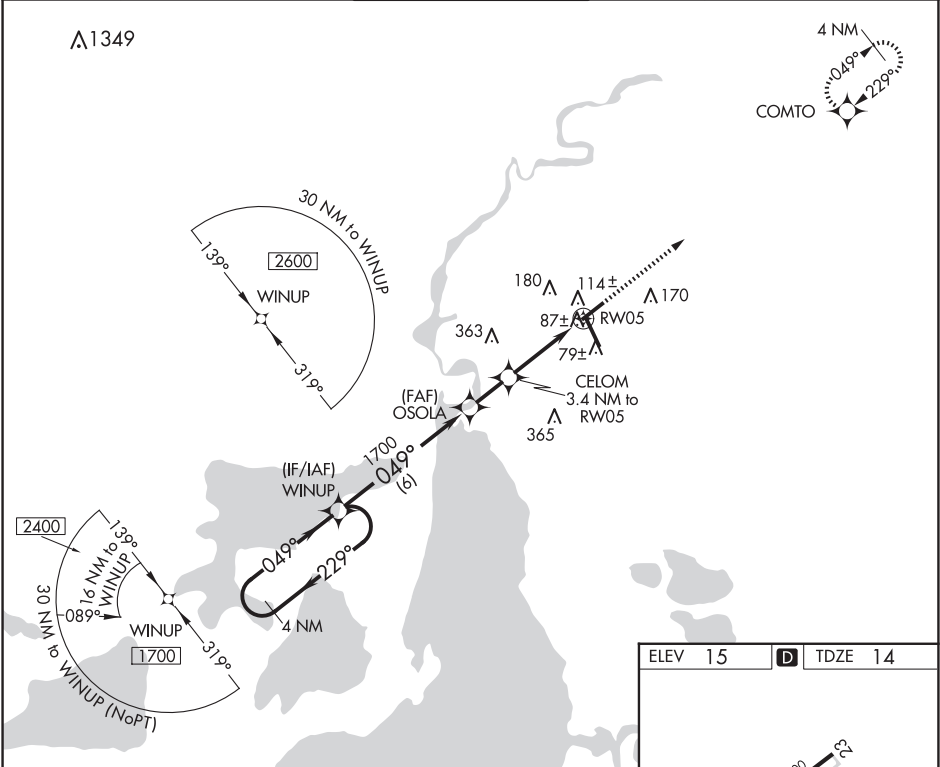 1349
4 NM
049°
229°
COMTO
30 NM to WINUP
139°
2600
WINUP
319°
180
114±
170
87±
RW05
363
79±
CELOM
3.4 NM to
RW05
(FAF)
OSOLA
365
1700
049°
(6)
(IF/IAF)
WINUP
2400
139°
16 NM to
WINUP
049°
229°
089°
4 NM
WINUP
1700
319°
30 NM to WINUP (NoPT)
ELEV 15
D
TDZE 14
23